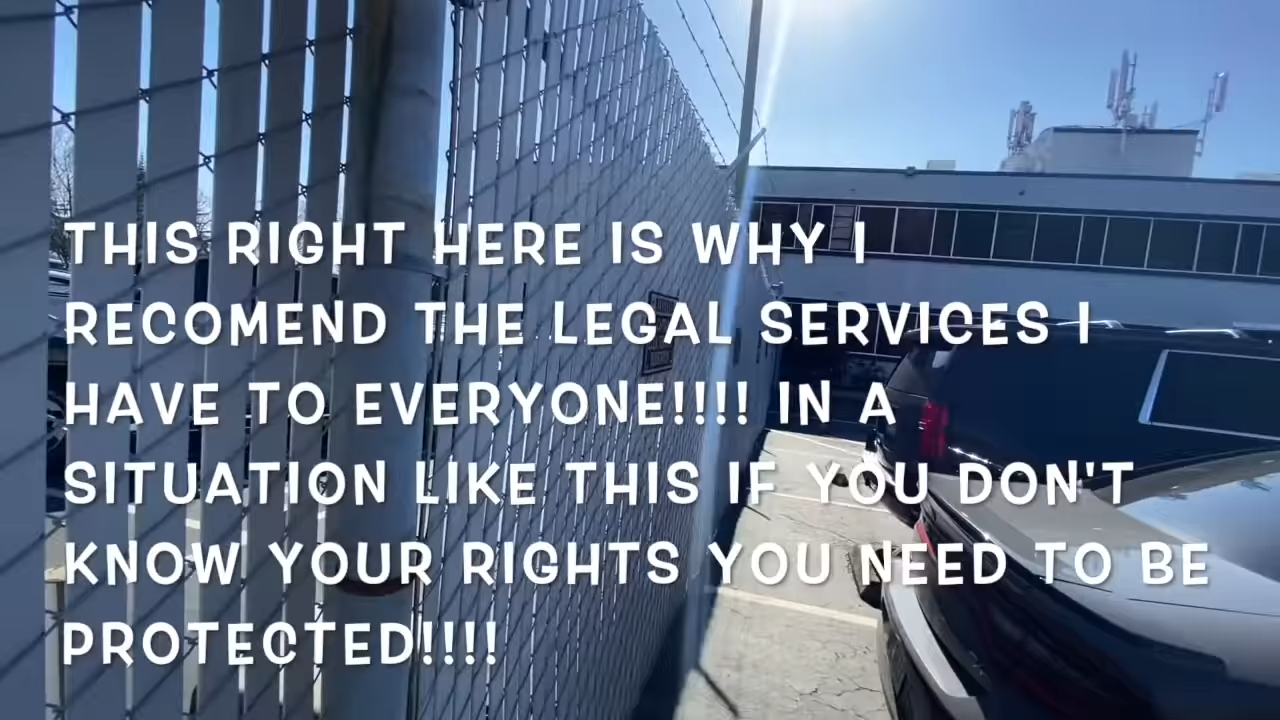 THIS RIGHT HERE IS WHY I
RECOMEND THE LEGAL SERVICES I
HAVE TO EVERYONE!!!! IN A
SITUATION LIKE THIS IF YOU DON'T
KNOW YOUR RIGHTS YOU NEED TO BE
PROTECTED!!!!